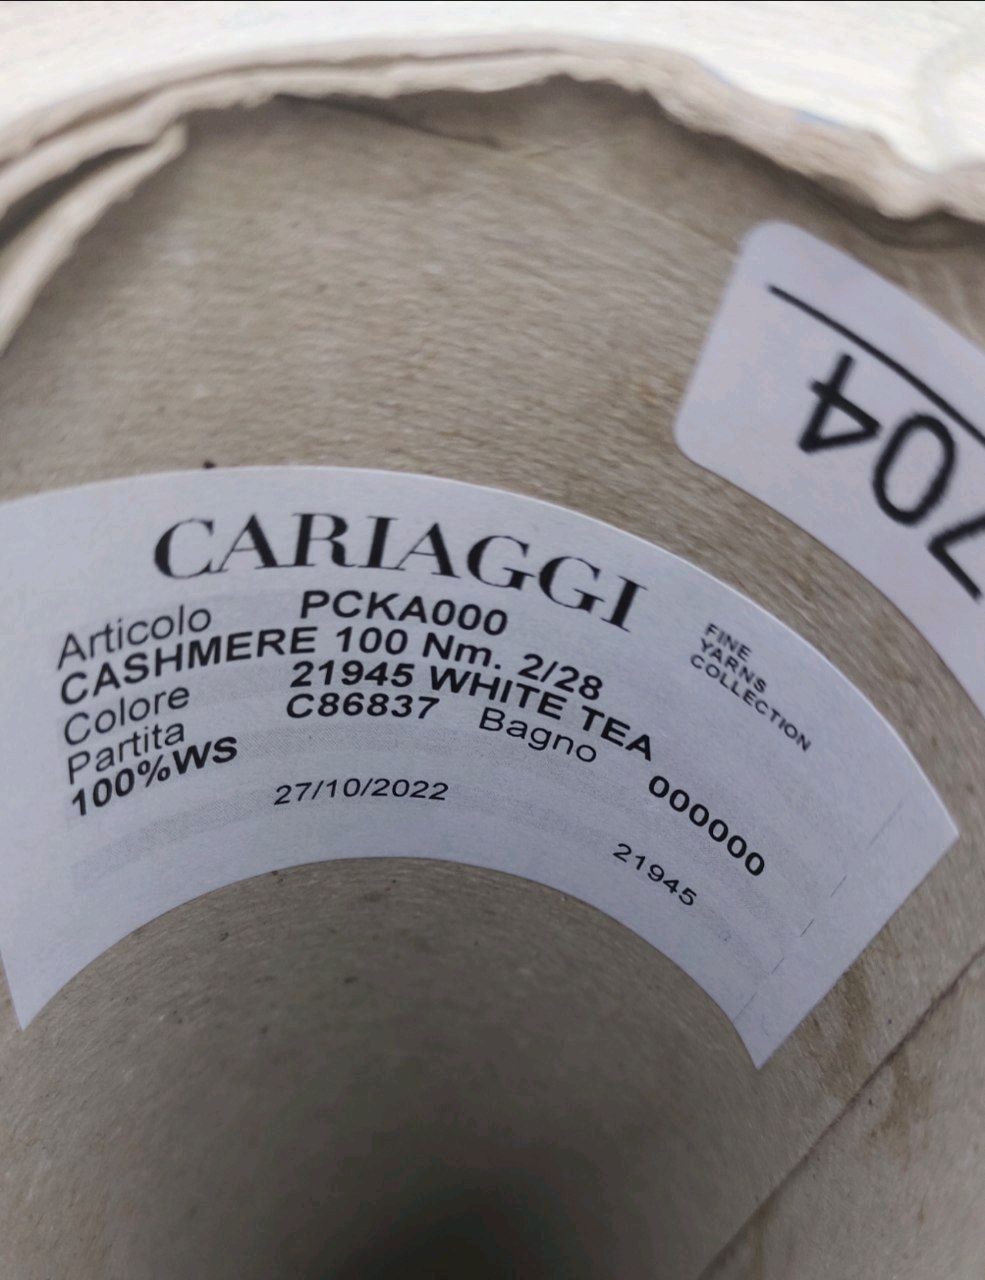 CARIAGGI
FINE
YARNS
COLLECTION
Articolo PCKA000
CASHMERE 100 Nm. 2/28
Colore 21945 WHITE TEA
Partita C86837 Bagno 000000
100%WS
27/10/2022
21945
704